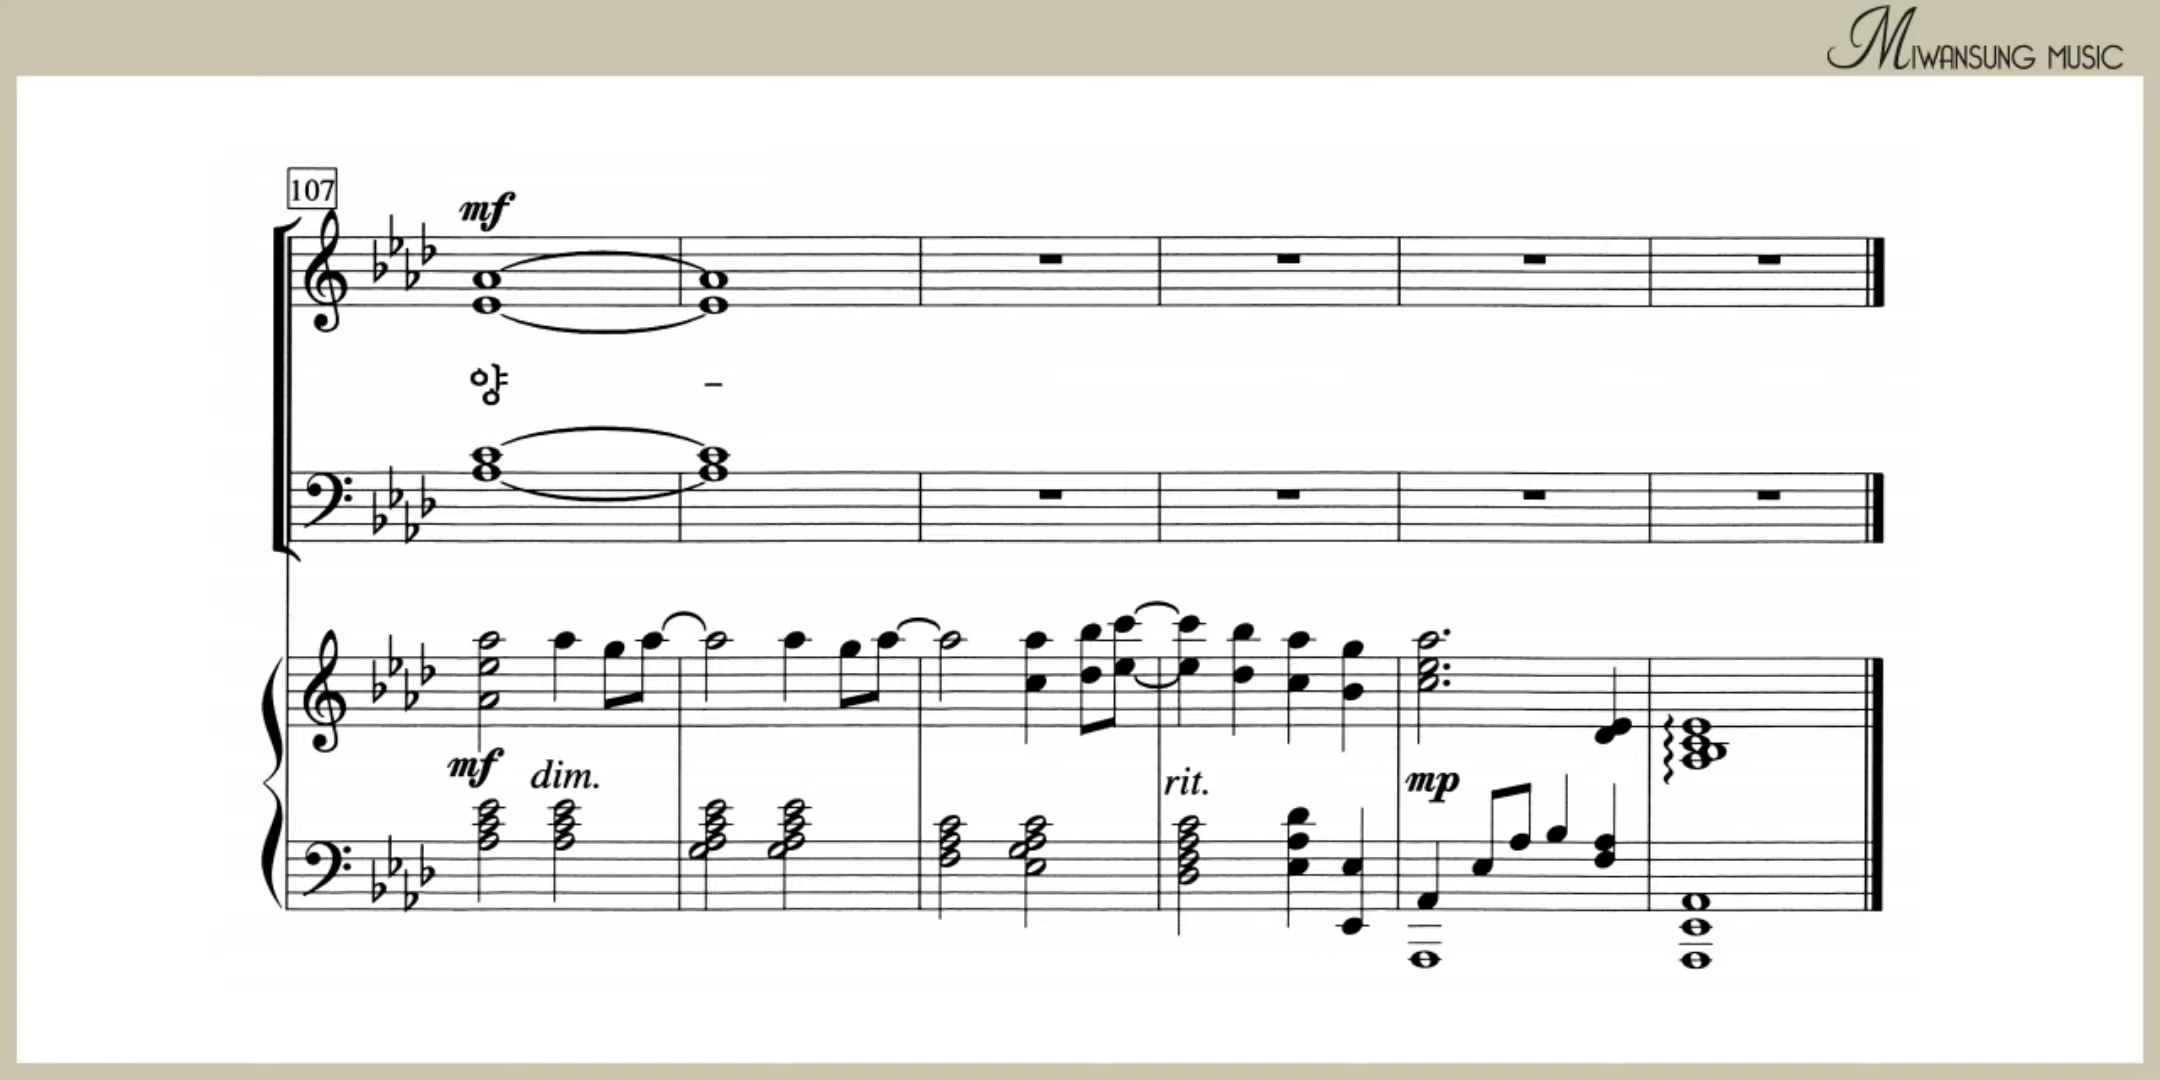 MIWANSUNG MUSIC
107
mf
양 -
mf dim. rit. mp